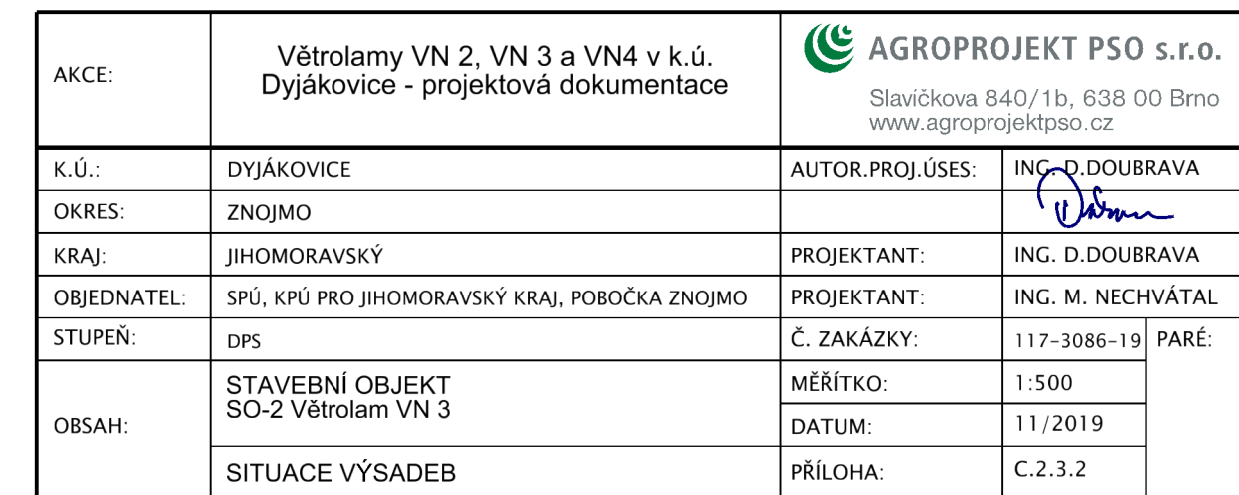 AKCE:
Větrolamy VN 2, VN 3 a VN4 v k.ú.
Dyjákovice - projektová dokumentace
AGROPROJEKT PSO s.r.o.
Slavíčkova 840/1b, 638 00 Brno
www.agroprojektpso.cz
K.Ú.: DYJÁKOVICE AUTOR.PROJ.ÚSES: ING. D.DOUBRAVA
OKRES: ZNOJMO
KRAJ: JIHOMORAVSKÝ PROJEKTANT: ING. D.DOUBRAVA
OBJEDNATEL: SPÚ, KPÚ PRO JIHOMORAVSKÝ KRAJ, POBOČKA ZNOJMO PROJEKTANT: ING. M. NECHVÁTAL
STUPEŇ: DPS Č. ZAKÁZKY: 117-3086-19 PARÉ:
OBSAH:
STAVEBNÍ OBJEKT
SO-2 Větrolam VN 3
MĚŘÍTKO: 1:500
DATUM: 11/2019
SITUACE VÝSADEB PŘÍLOHA: C.2.3.2